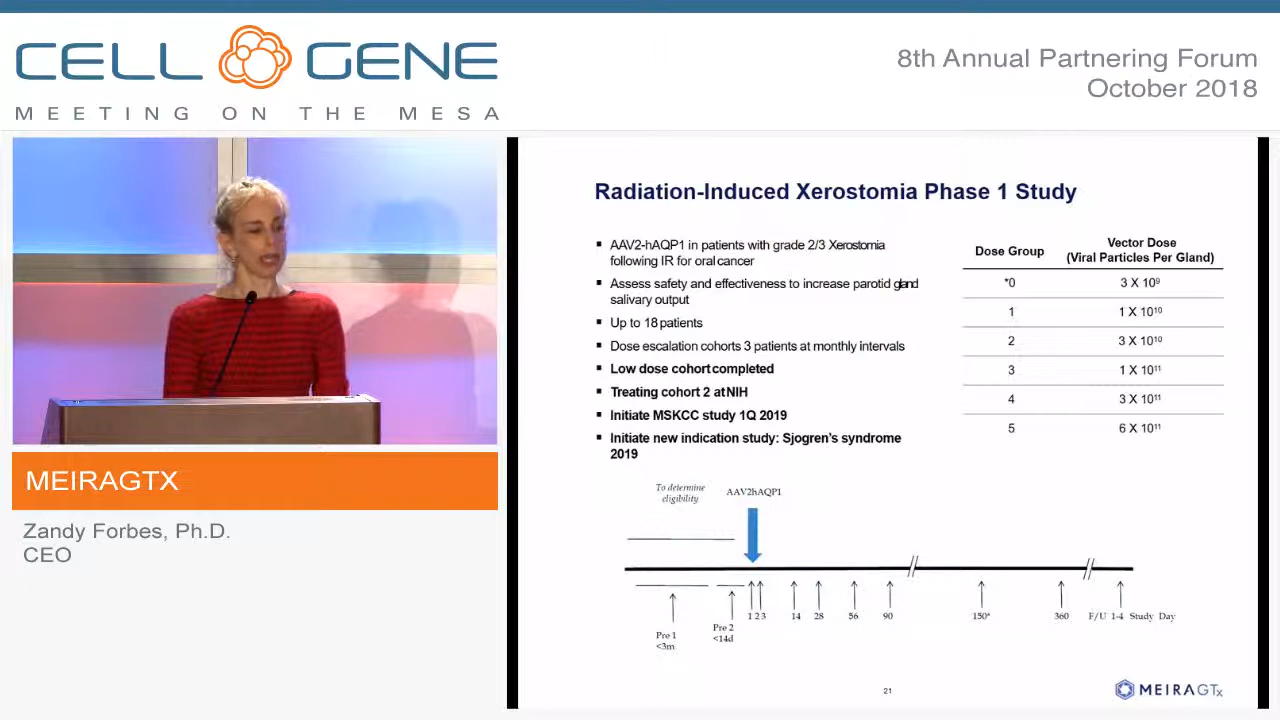 CELL GENE
MEETING ON THE MESA
8th Annual Partnering Forum
October 2018
MEIRAGTX
Zandy Forbes, Ph.D.
CEO
Radiation-Induced Xerostomia Phase 1 Study
▪ AAV2-hAQP1 in patients with grade 2/3 Xerostomia
following IR for oral cancer
▪ Assess safety and effectiveness to increase parotid gland
salivary output
▪ Up to 18 patients
▪ Dose escalation cohorts 3 patients at monthly intervals
▪ Low dose cohort completed
▪ Treating cohort 2 at NIH
▪ Initiate MSKCC study 1Q 2019
▪ Initiate new indication study: Sjogren's syndrome
2019
Dose Group Vector Dose
(Viral Particles Per Gland)
*0 3 X 10⁹
1 1 X 10¹⁰
2 3 X 10¹⁰
3 1 X 10¹¹
4 3 X 10¹¹
5 6 X 10¹¹
To determine
eligibility
AAV2hAQP1
1 2 3 14 28 56 90 150* 360 F/U 1-4 Study Day
Pre 1
<3m
Pre 2
<14d
21
MEIRAGTx